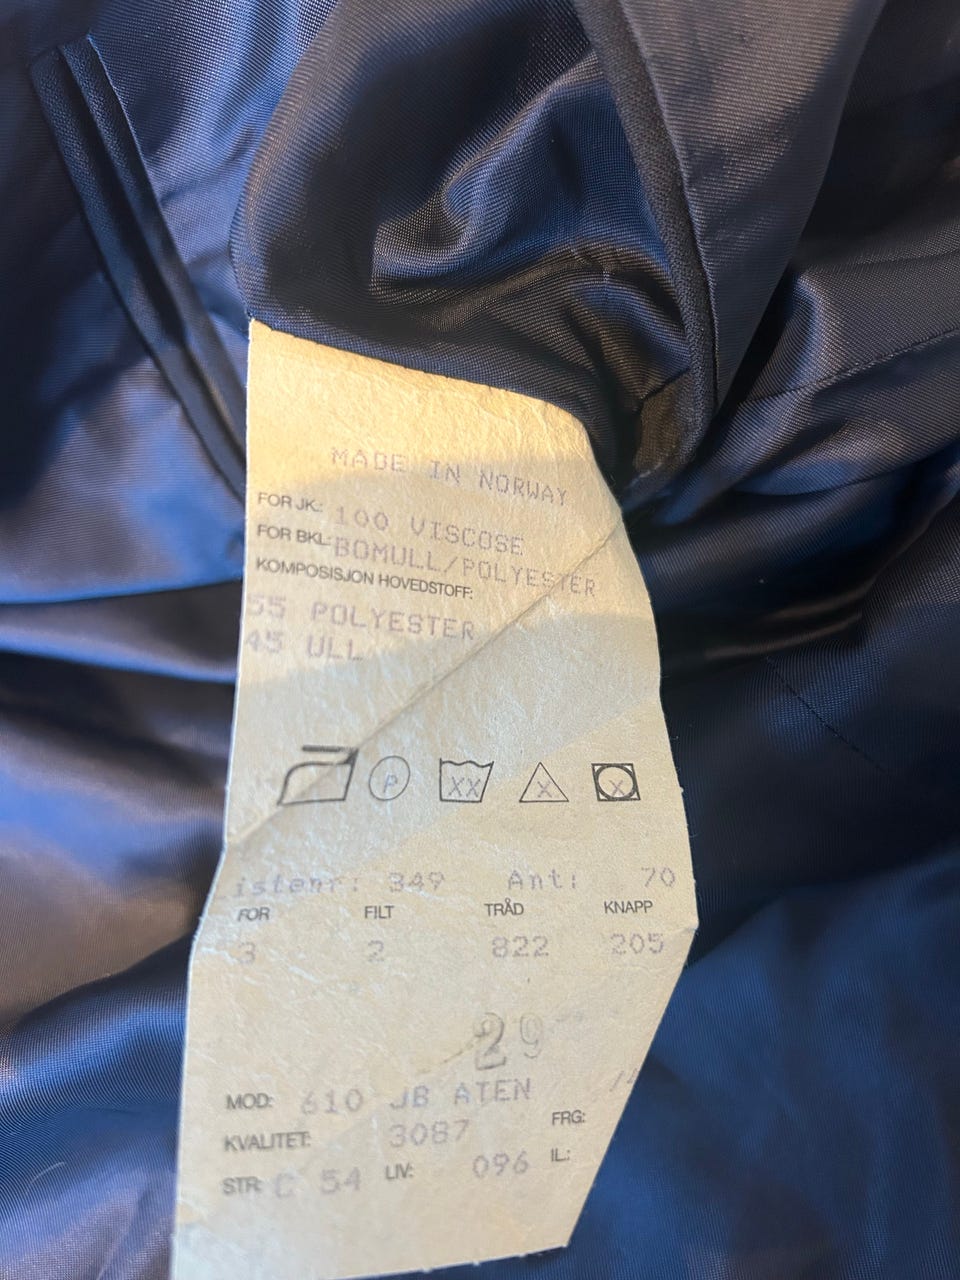 MADE IN NORWAY
FOR JK: 100 VISCOSE
FOR BKL: BOMULL/POLYESTER
KOMPOSISJON HOVEDSTOFF:
55 POLYESTER
45 ULL
P XX X X
istenr: 349 Ant: 70
FOR FILT TRÅD KNAPP
3 2 822 205
29
MOD: 610 JB ATEN
KVALITET: 3087 FRG:
STR: C 54 LIV: 096 IL.: